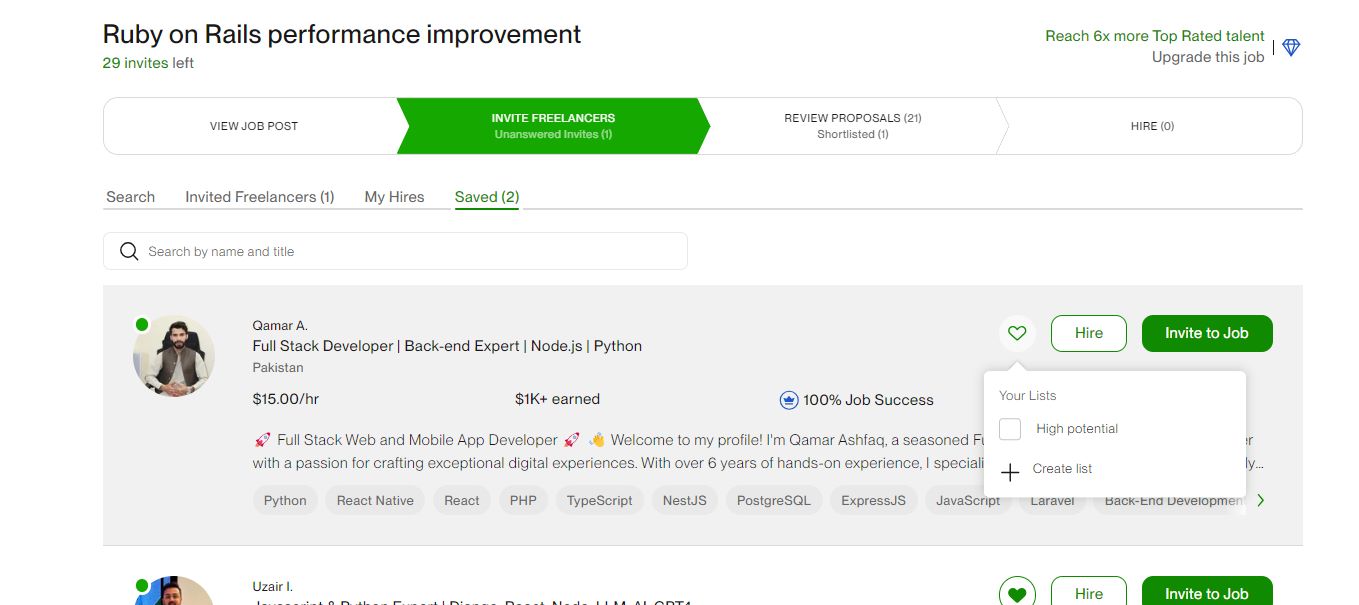 Ruby on Rails performance improvement
29 invites left
Reach 6x more Top Rated talent
Upgrade this job
VIEW JOB POST
INVITE FREELANCERS
Unanswered Invites (1)
REVIEW PROPOSALS (21)
Shortlisted (1)
HIRE (0)
Search
Invited Freelancers (1)
My Hires
Saved (2)
Search by name and title
Qamar A.
Full Stack Developer | Back-end Expert | Node.js | Python
Pakistan
$15.00/hr
$1K+ earned
100% Job Success
Hire
Invite to Job
Your Lists
High potential
Create list
🚀 Full Stack Web and Mobile App Developer 🚀 👋 Welcome to my profile! I'm Qamar Ashfaq, a seasoned
with a passion for crafting exceptional digital experiences. With over 6 years of hands-on experience, I
Python
React Native
React
PHP
TypeScript
NestJS
PostgreSQL
ExpressJS
JavaScript
Laravel
Back-End Development
Uzair I.
Hire
Invite to Job